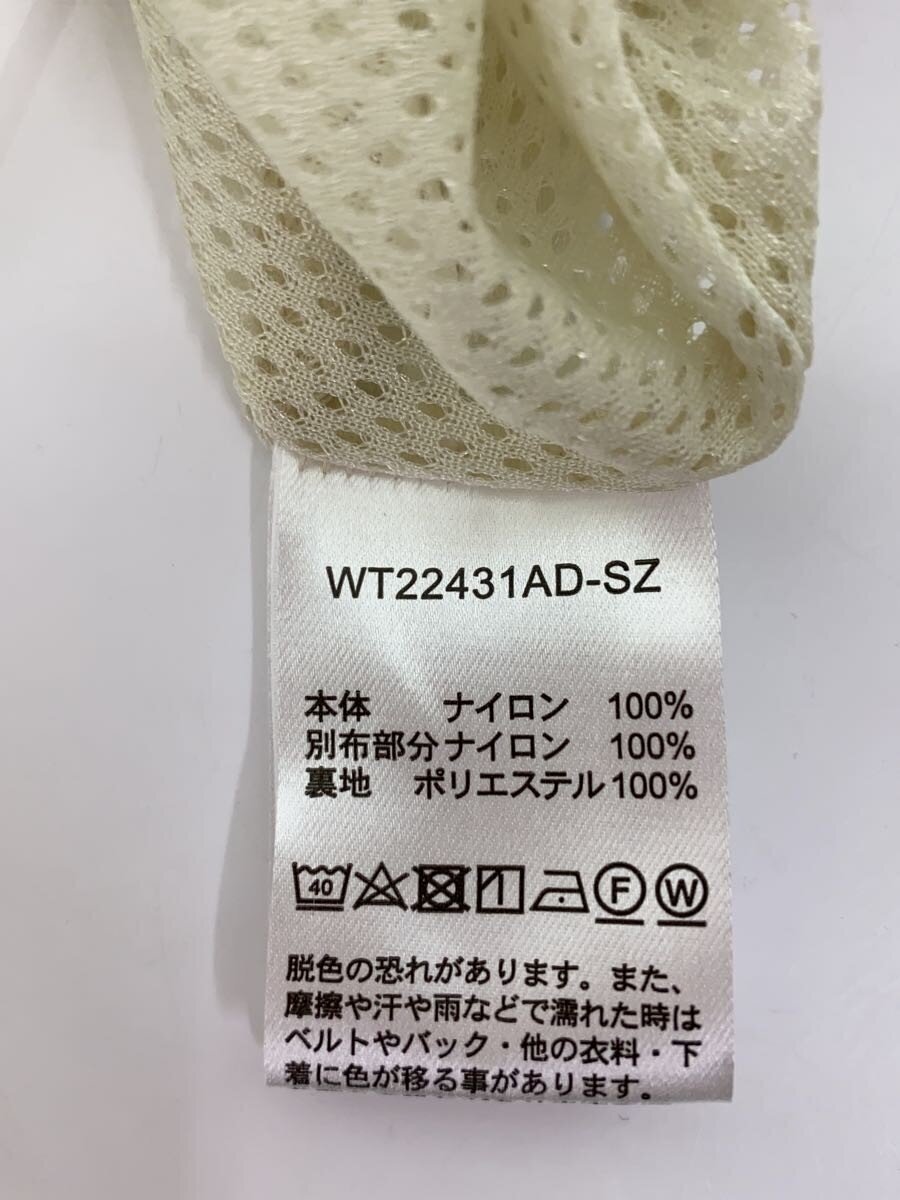 WT22431AD-SZ
本体 ナイロン 100%
別布部分ナイロン 100%
裏地 ポリエステル100%
40 F W
脱色の恐れがあります。また、
摩擦や汗や雨などで濡れた時は
ベルトやバック・他の衣料・下
着に色が移る事があります。